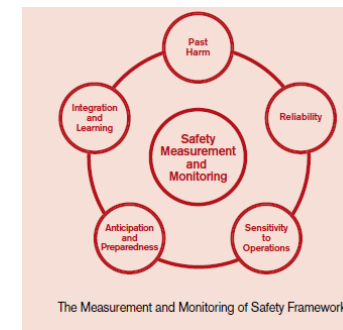 Past
Harm
Integration
and
Learning
Reliability
Safety
Measurement
and
Monitoring
Anticipation
and
Preparedness
Sensitivity
to
Operations
The Measurement and Monitoring of Safety Framework